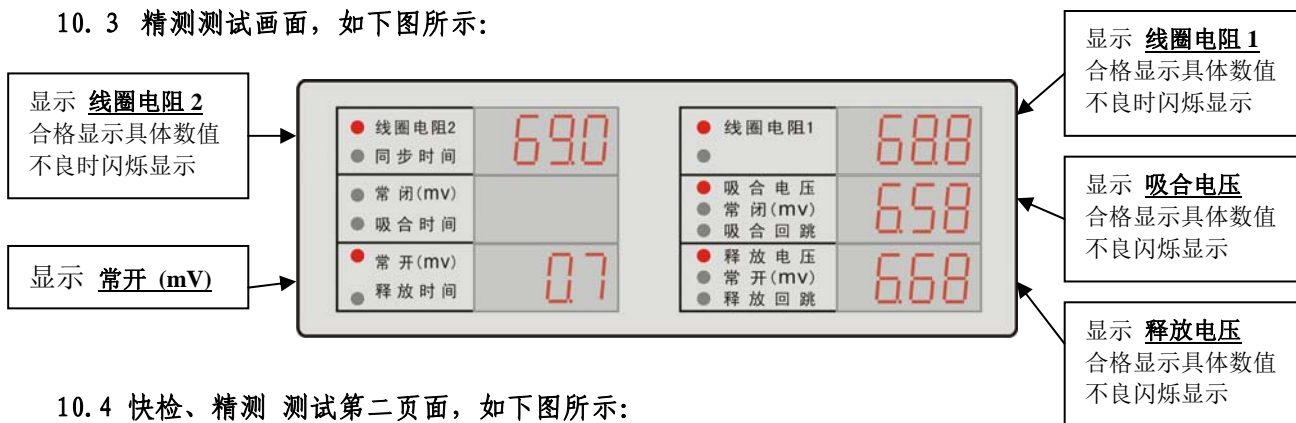 10. 3 精测测试画面，如下图所示：
显示 线圈电阻 2
合格显示具体数值
不良时闪烁显示
显示 常开 (mV)
线圈电阻2
同步时间
69.0
常闭(mv)
吸合时间
常开(mv)
释放时间
0.7
线圈电阻1
68.8
吸合电压
常闭(mv)
吸合回跳
6.58
释放电压
常开(mv)
释放回跳
6.68
显示 线圈电阻 1
合格显示具体数值
不良时闪烁显示
显示 吸合电压
合格显示具体数值
不良闪烁显示
显示 释放电压
合格显示具体数值
不良闪烁显示
10.4 快检、精测 测试第二页面，如下图所示：